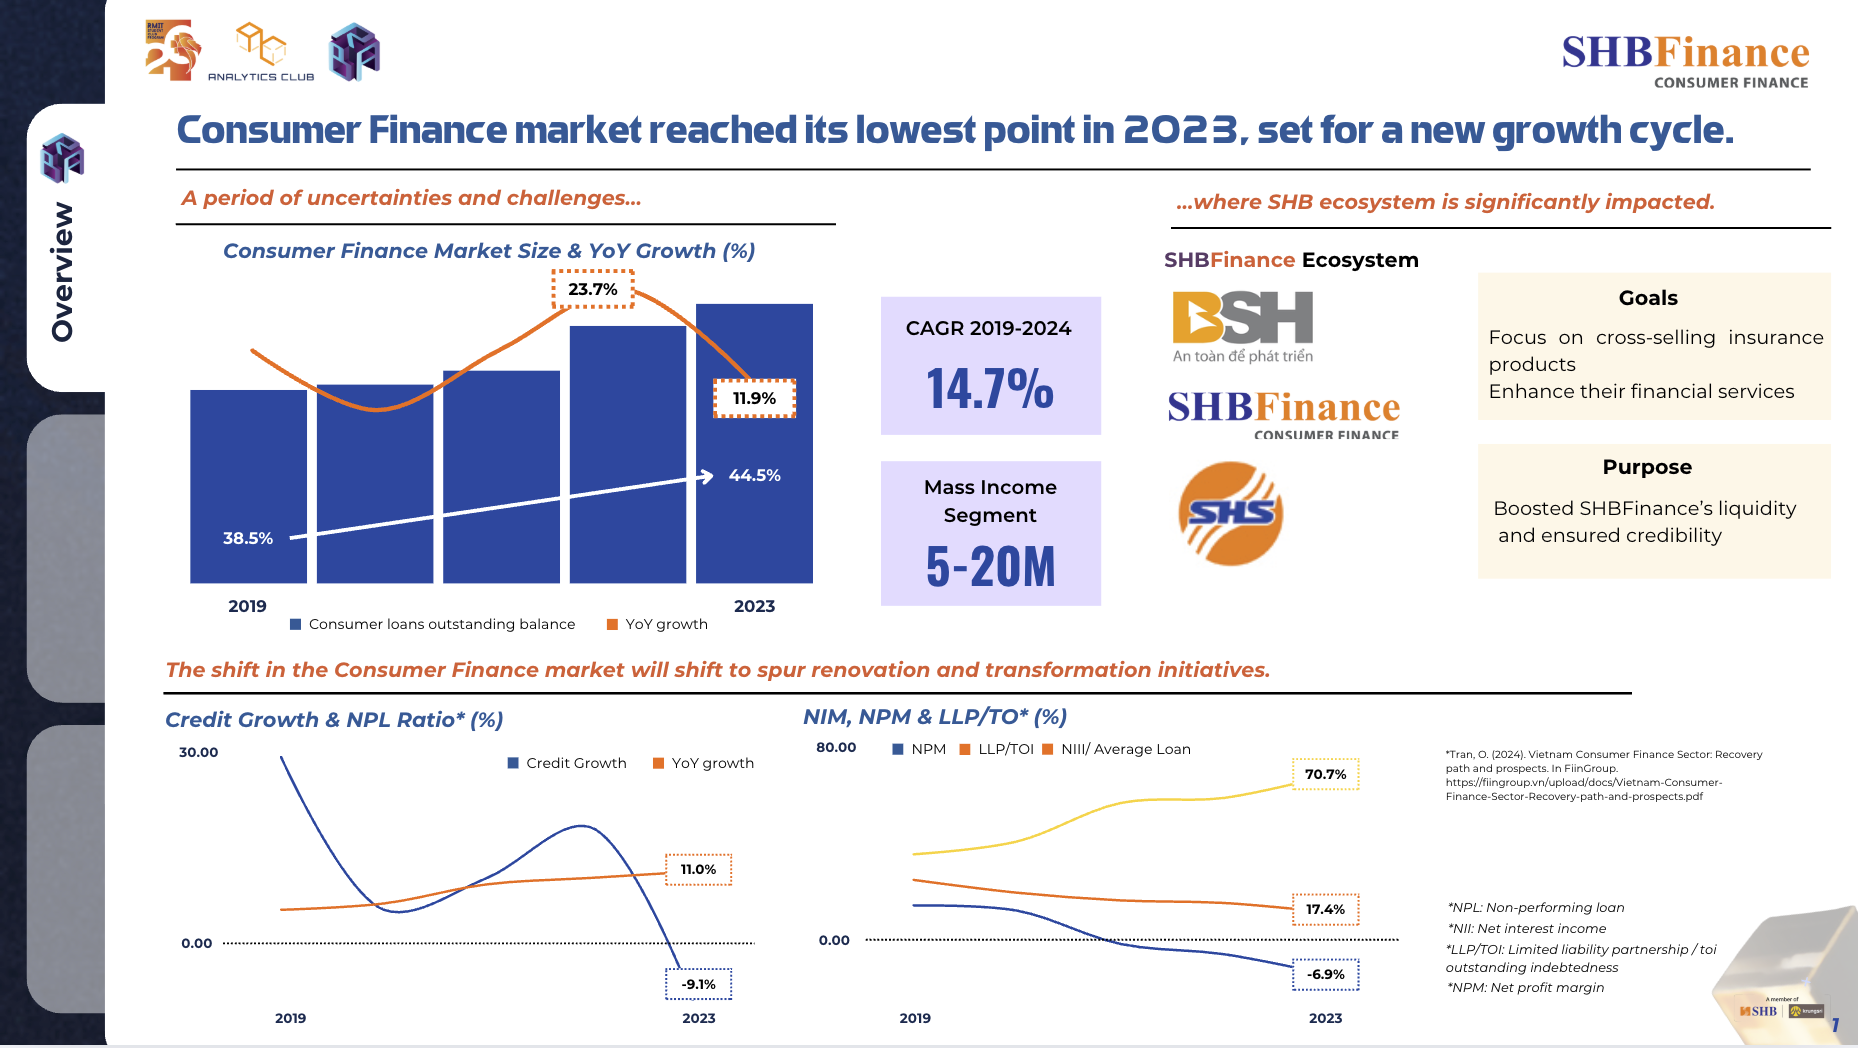 RMIT
ANALYTICS CLUB
SHBFinance
CONSUMER FINANCE
Overview
Consumer Finance market reached its lowest point in 2023, set for a new growth cycle.
A period of uncertainties and challenges...
...where SHB ecosystem is significantly impacted.
Consumer Finance Market Size & YoY Growth (%)
23.7%
11.9%
44.5%
38.5%
2019
2023
Consumer loans outstanding balance
YoY growth
CAGR 2019-2024
14.7%
Mass Income
Segment
5-20M
SHBFinance Ecosystem
BSH
An toàn để phát triển
SHBFinance
CONSUMER FINANCE
SHS
Goals
Focus on cross-selling insurance
products
Enhance their financial services
Purpose
Boosted SHBFinance's liquidity
and ensured credibility
The shift in the Consumer Finance market will shift to spur renovation and transformation initiatives.
Credit Growth & NPL Ratio* (%)
30.00
Credit Growth
YoY growth
11.0%
0.00
-9.1%
2019
2023
NIM, NPM & LLP/TO* (%)
80.00
NPM
LLP/TOI
NIII/ Average Loan
70.7%
17.4%
0.00
-6.9%
2019
2023
*Tran, O. (2024). Vietnam Consumer Finance Sector: Recovery
path and prospects. In FiinGroup.
https://fiingroup.vn/upload/docs/Vietnam-Consumer-
Finance-Sector-Recovery-path-and-prospects.pdf
*NPL: Non-performing loan
*NII: Net interest income
*LLP/TOI: Limited liability partnership / toi
outstanding indebtedness
*NPM: Net profit margin
A member of
SHB
krungsri
1